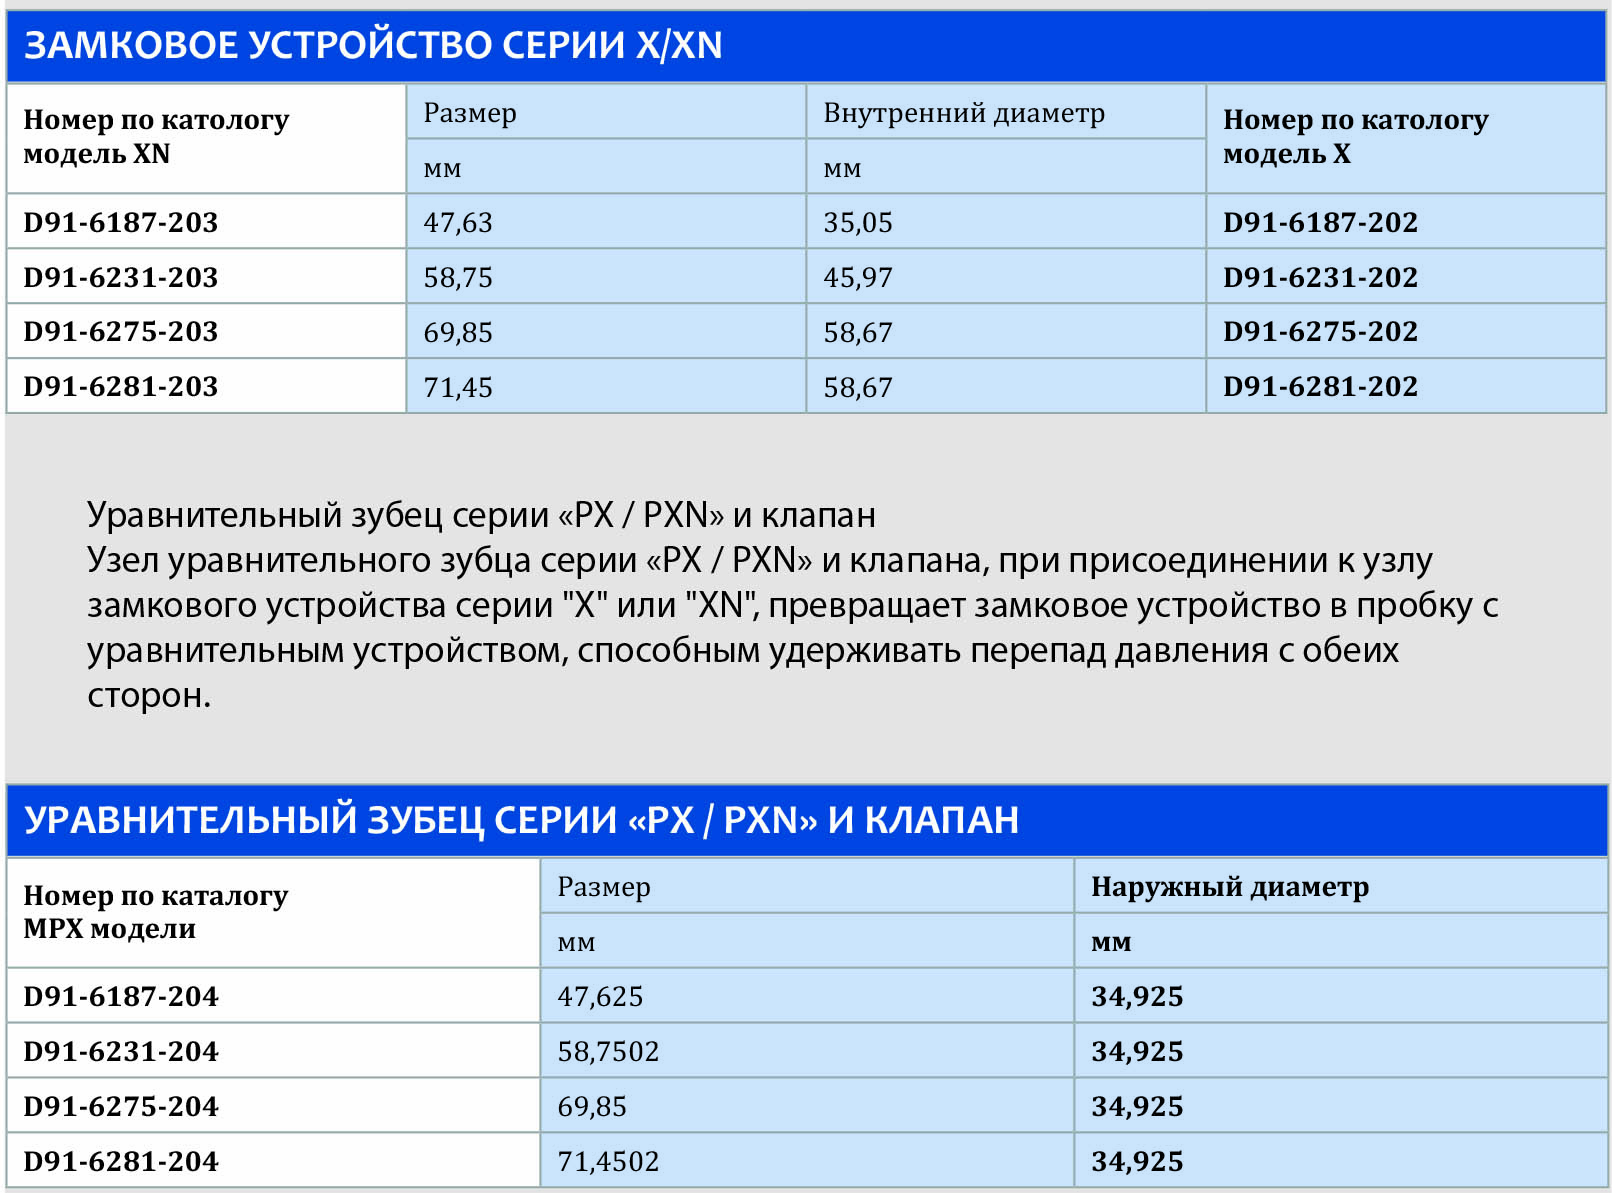 ЗАМКОВОЕ УСТРОЙСТВО СЕРИИ X/XN
Номер по катологу модель XN
Размер
Внутренний диаметр
Номер по катологу модель X
мм
мм
D91-6187-203 47,63 35,05 D91-6187-202
D91-6231-203 58,75 45,97 D91-6231-202
D91-6275-203 69,85 58,67 D91-6275-202
D91-6281-203 71,45 58,67 D91-6281-202
Уравнительный зубец серии «PX / PXN» и клапан
Узел уравнительного зубца серии «PX / PXN» и клапана, при присоединении к узлу
замкового устройства серии "X" или "XN", превращает замковое устройство в пробку с
уравнительным устройством, способным удерживать перепад давления с обеих
сторон.
УРАВНИТЕЛЬНЫЙ ЗУБЕЦ СЕРИИ «PX / PXN» И КЛАПАН
Номер по каталогу
MPX модели
Размер
Наружный диаметр
мм
мм
D91-6187-204 47,625 34,925
D91-6231-204 58,7502 34,925
D91-6275-204 69,85 34,925
D91-6281-204 71,4502 34,925